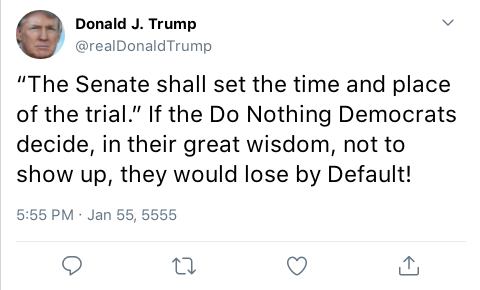 Donald J. Trump
@realDonaldTrump
“The Senate shall set the time and place
of the trial.” If the Do Nothing Democrats
decide, in their great wisdom, not to
show up, they would lose by Default!
5:55 PM · Jan 55, 5555